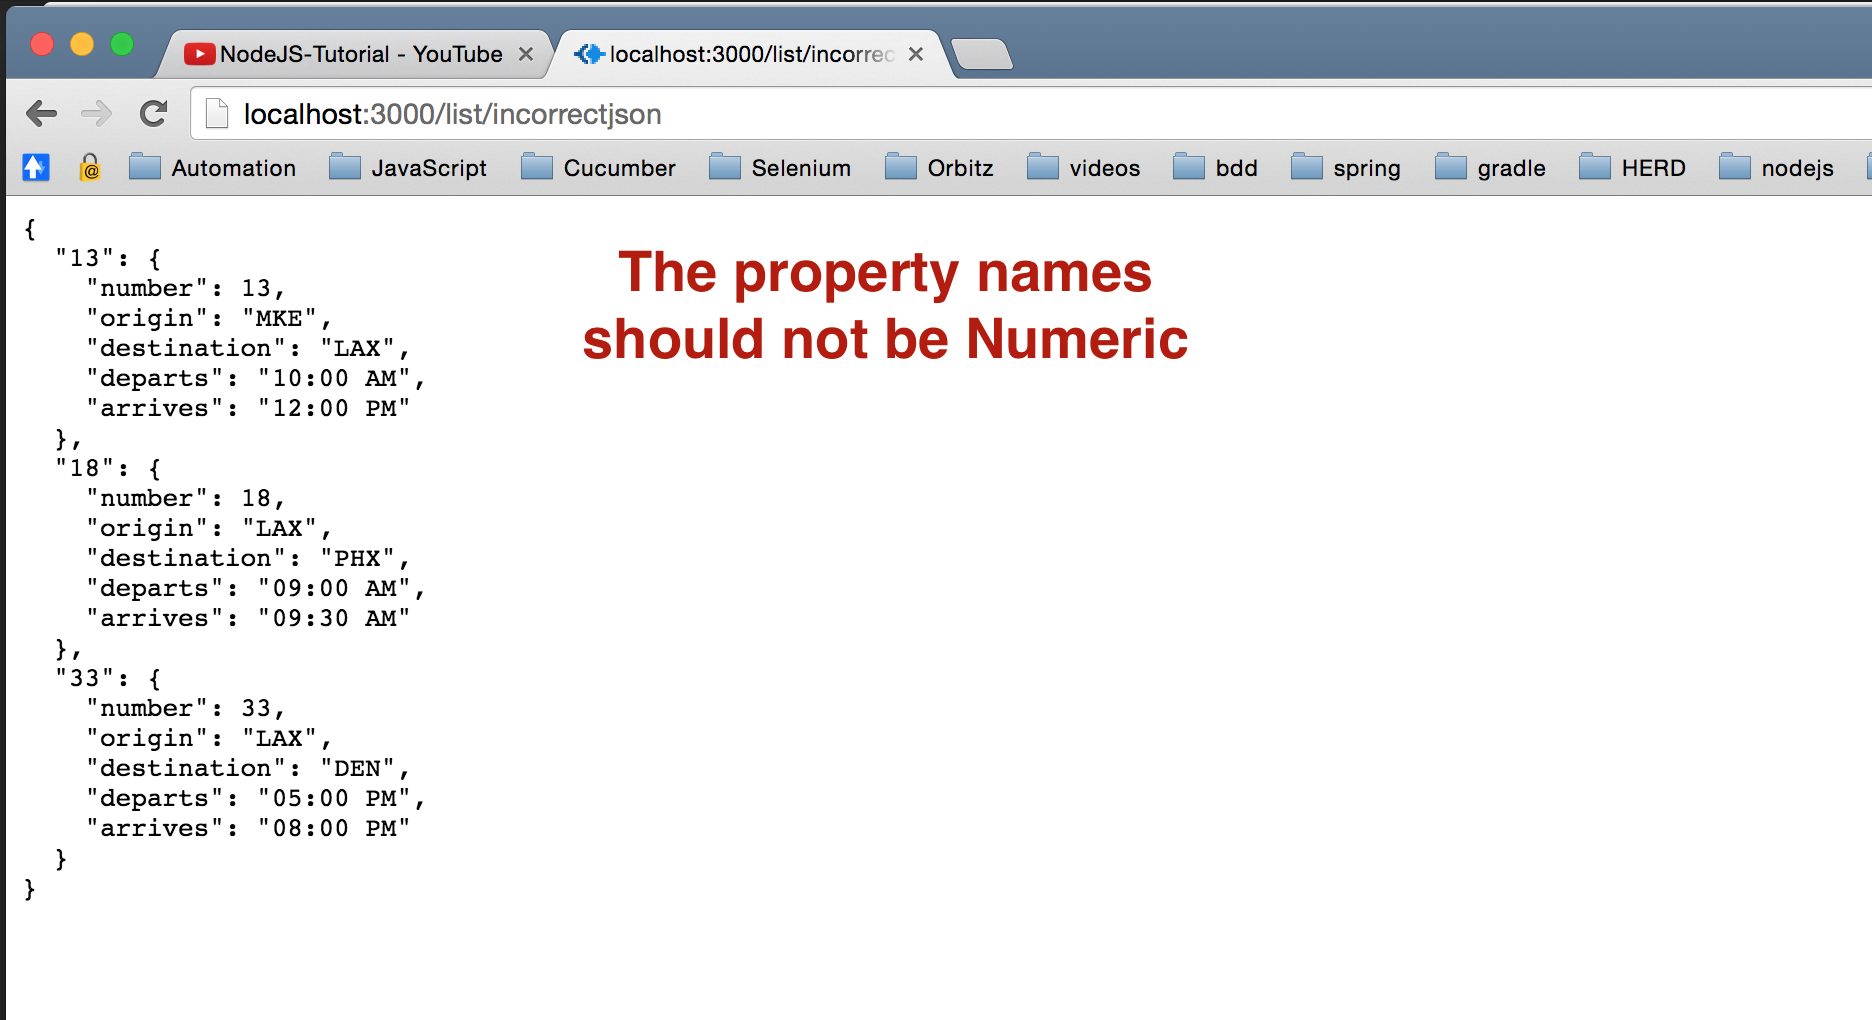 NodeJS-Tutorial - YouTube
localhost:3000/list/incorrec
localhost:3000/list/incorrectjson
Automation JavaScript Cucumber Selenium Orbitz videos bdd spring gradle HERD nodejs
{
  "13": {
    "number": 13,
    "origin": "MKE",
    "destination": "LAX",
    "departs": "10:00 AM",
    "arrives": "12:00 PM"
  },
  "18": {
    "number": 18,
    "origin": "LAX",
    "destination": "PHX",
    "departs": "09:00 AM",
    "arrives": "09:30 AM"
  },
  "33": {
    "number": 33,
    "origin": "LAX",
    "destination": "DEN",
    "departs": "05:00 PM",
    "arrives": "08:00 PM"
  }
}
The property names
should not be Numeric